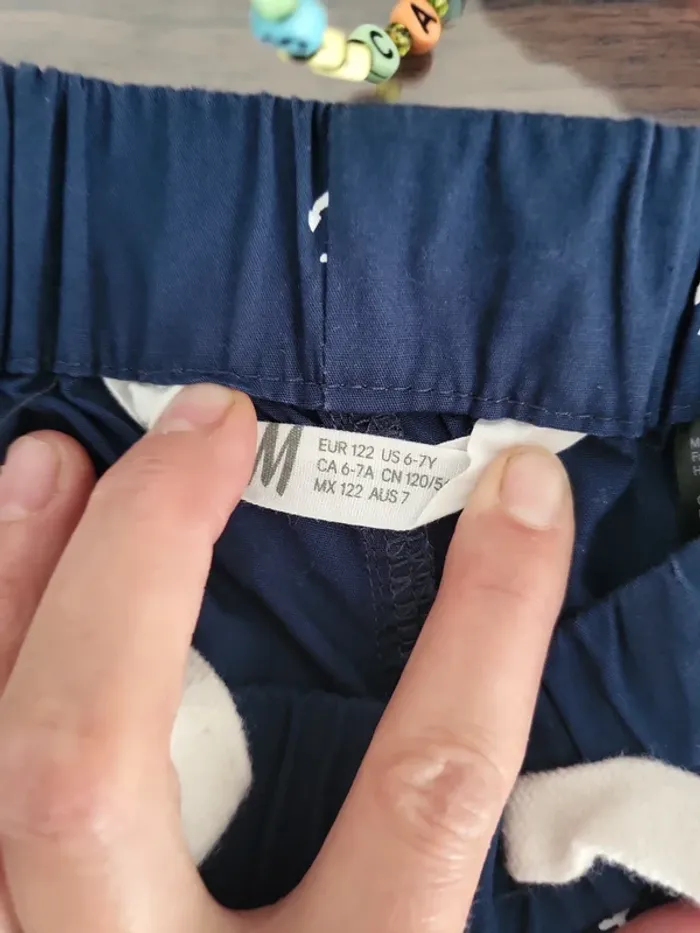 C A
M
EUR 122 US 6-7Y
CA 6-7A CN 120/5
MX 122 AUS 7